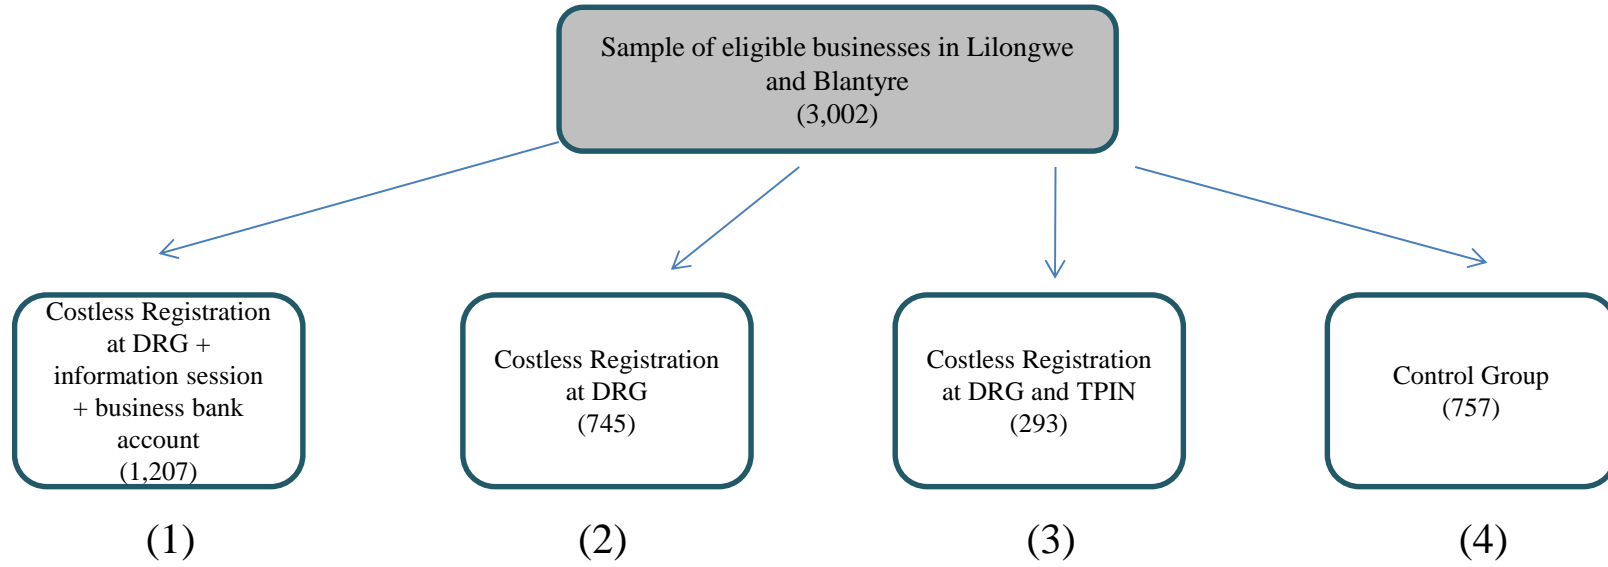 Sample of eligible businesses in Lilongwe
and Blantyre
(3,002)
Costless Registration
at DRG +
information session
+ business bank
account
(1,207)
Costless Registration
at DRG
(745)
Costless Registration
at DRG and TPIN
(293)
Control Group
(757)
(1)
(2)
(3)
(4)